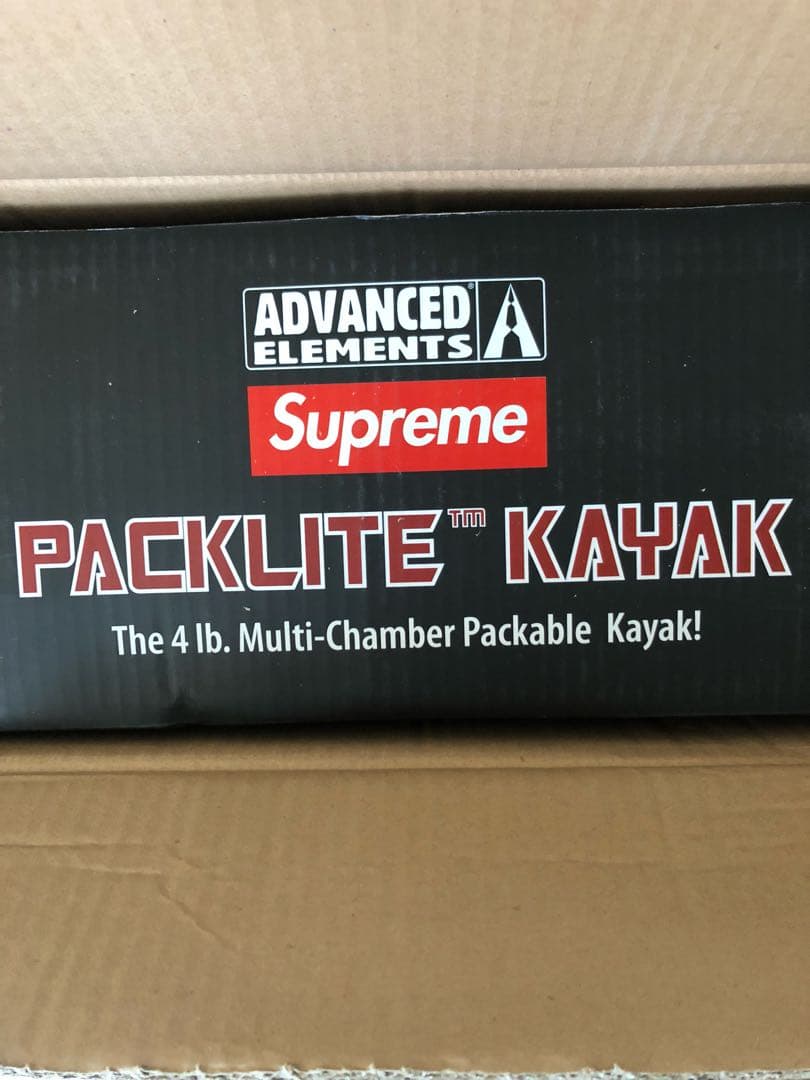 ADVANCED®
ELEMENTS
Supreme
PACKLITE™ KAYAK
The 4 lb. Multi-Chamber Packable Kayak!